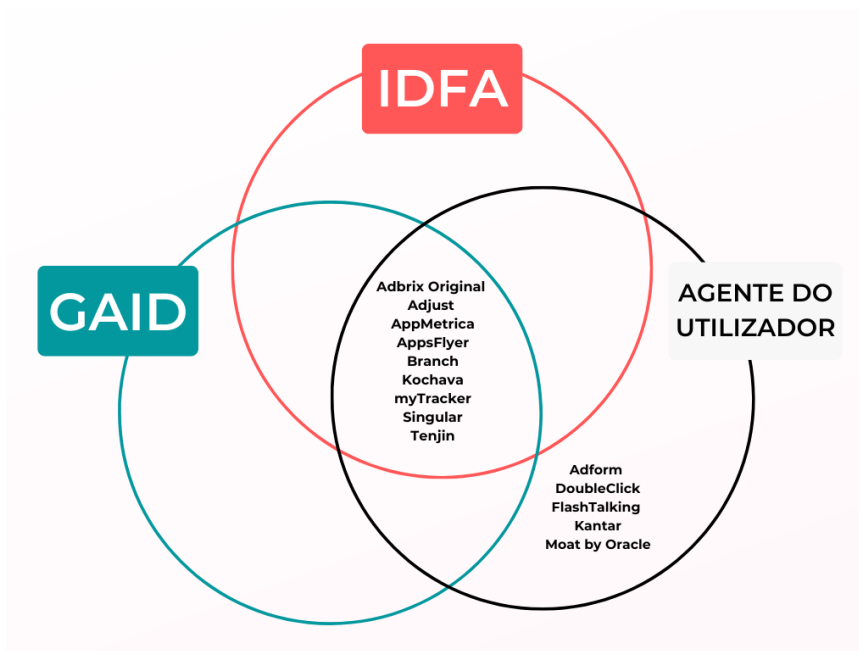 IDFA
GAID
AGENTE DO
UTILIZADOR
Adbrix Original
Adjust
AppMetrica
AppsFlyer
Branch
Kochava
myTracker
Singular
Tenjin
Adform
DoubleClick
FlashTalking
Kantar
Moat by Oracle